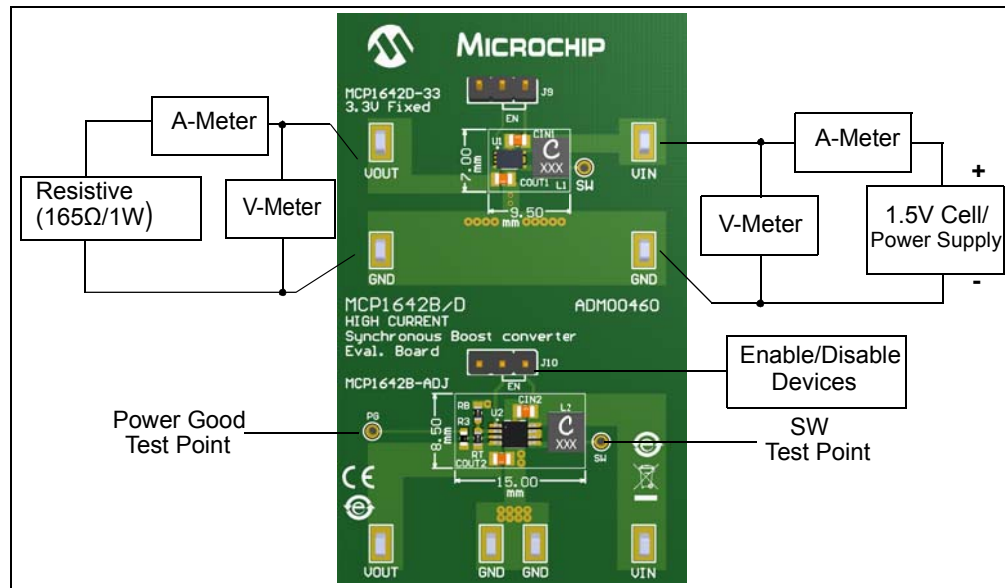 MICROCHIP
MCP1642D-33
3.3V Fixed
J9
EN
A-Meter
A-Meter
VOUT
7.00
mm
U1
CIN1
C
XXX
COUT1
L1
SW
VIN
+
Resistive
(165Ω/1W)
V-Meter
V-Meter
1.5V Cell/
Power Supply
-
9.50
mm
GND
GND
MCP1642B/D
ADM00460
HIGH CURRENT
Synchronous Boost converter
Eval. Board
J10
EN
MCP1642B-ADJ
Enable/Disable
Devices
Power Good
Test Point
PG
8.50
mm
RB
R3
RT
U2
CIN2
L2
C
XXX
COUT2
SW
SW
Test Point
15.00
mm
CE
e
e
VOUT
GND
GND
VIN